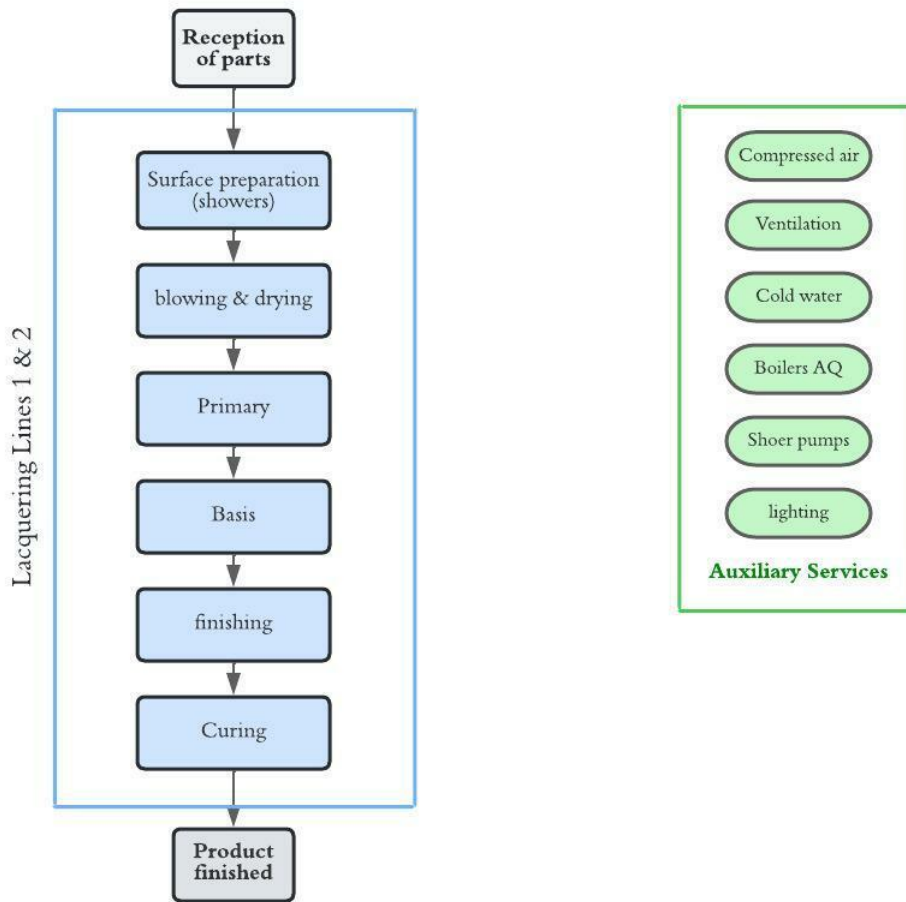 Reception
of parts
Surface preparation
(showers)
blowing & drying
Primary
Basis
finishing
Curing
Product
finished
Lacquering Lines 1 & 2
Compressed air
Ventilation
Cold water
Boilers AQ
Shoer pumps
lighting
Auxiliary Services